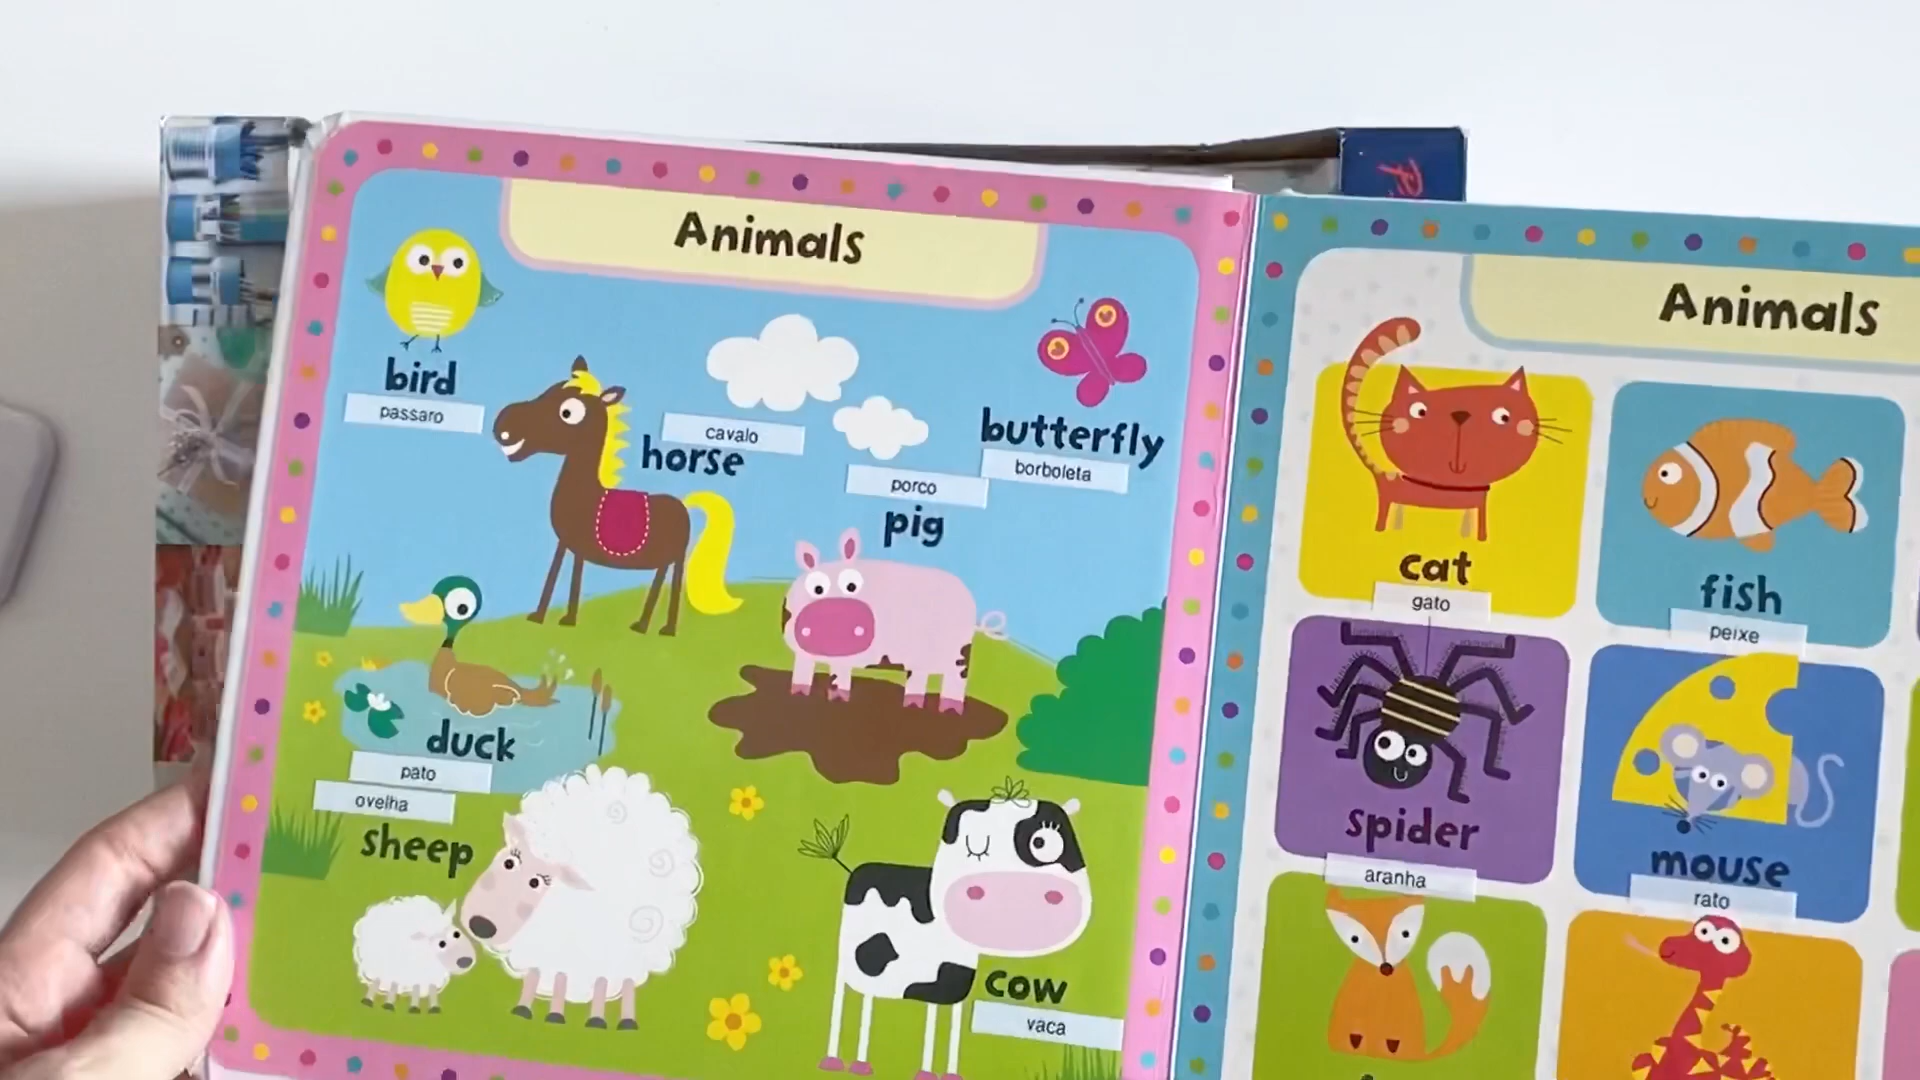 Animals
bird
passaro
cavalo
horse
butterfly
borboleta
porco
pig
duck
pato
ovelha
sheep
cow
vaca
Animals
cat
gato
fish
peixe
spider
aranha
mouse
rato